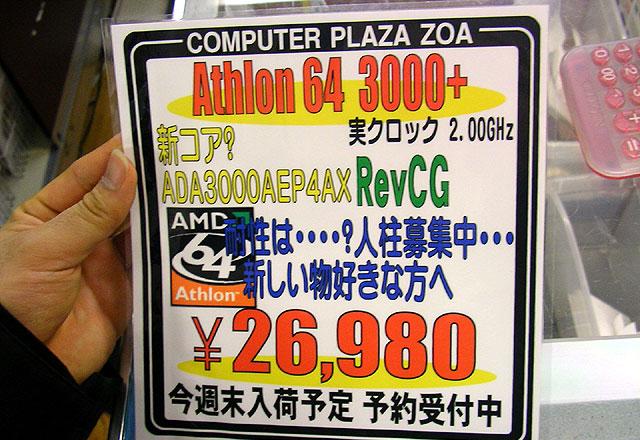 COMPUTER PLAZA ZOA
Athlon 64 3000+
実クロック 2.00GHz
新コア?
ADA3000AEP4AX RevCG
AMD
64
Athlon
耐性は・・・・?人柱募集中・・・
新しい物好きな方へ
¥26,980
今週末入荷予定 予約受付中